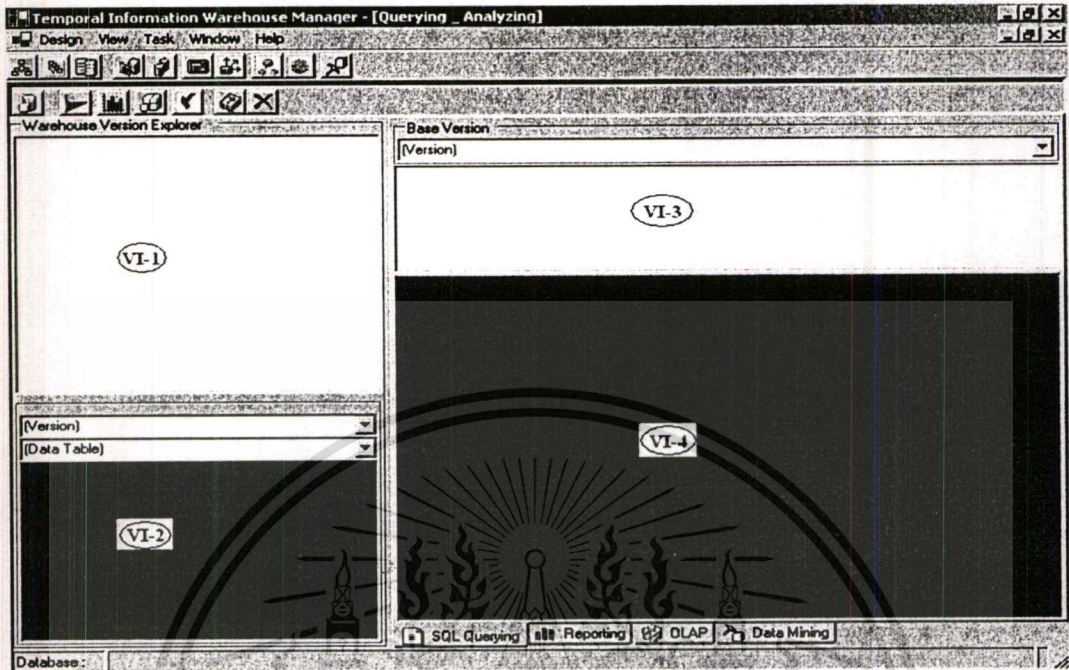 Temporal Information Warehouse Manager - [Querying _ Analyzing]
Design View Task Window Help
Warehouse Version Explorer
Base Version
(Version)
VI-3
VI-1
(Version)
(Data Table)
VI-4
VI-2
SQL Querying Reporting OLAP Data Mining
Database :